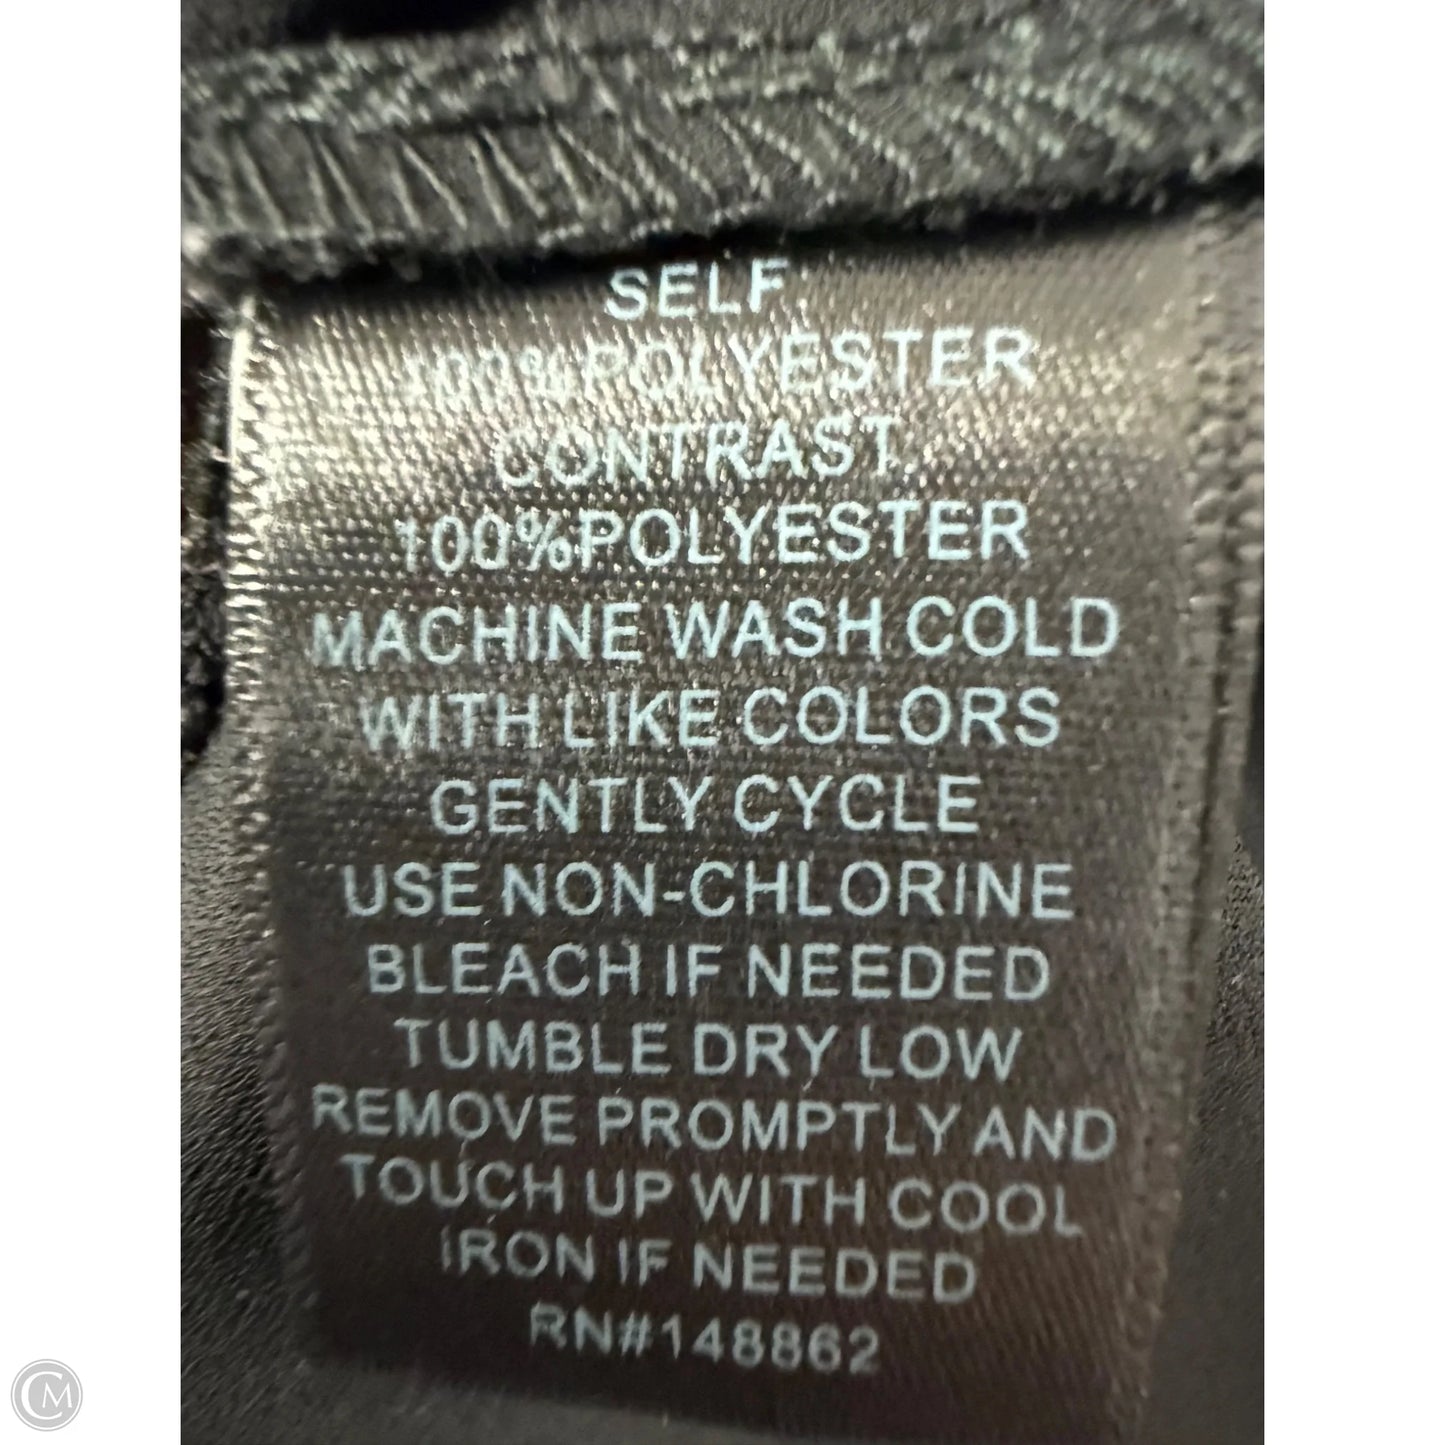 SELF
100%POLYESTER
CONTRAST
100%POLYESTER
MACHINE WASH COLD
WITH LIKE COLORS
GENTLY CYCLE
USE NON-CHLORINE
BLEACH IF NEEDED
TUMBLE DRY LOW
REMOVE PROMPTLY AND
TOUCH UP WITH COOL
IRON IF NEEDED
RN#148862
CM